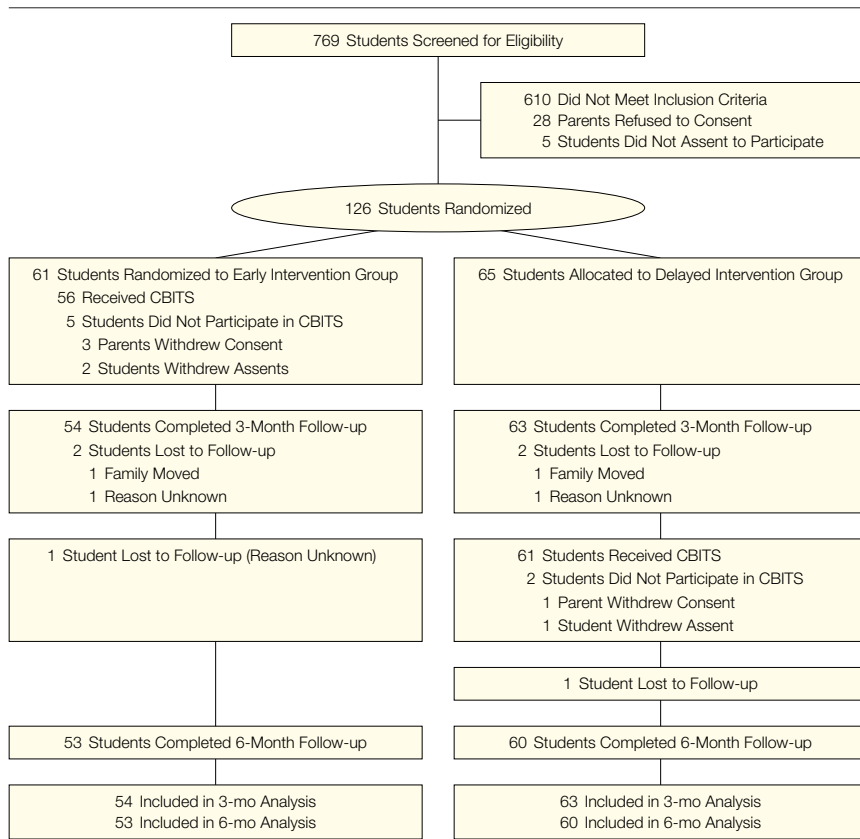 769 Students Screened for Eligibility
610 Did Not Meet Inclusion Criteria
28 Parents Refused to Consent
5 Students Did Not Assent to Participate
126 Students Randomized
61 Students Randomized to Early Intervention Group
56 Received CBITS
5 Students Did Not Participate in CBITS
3 Parents Withdrew Consent
2 Students Withdrew Assents
65 Students Allocated to Delayed Intervention Group
54 Students Completed 3-Month Follow-up
2 Students Lost to Follow-up
1 Family Moved
1 Reason Unknown
63 Students Completed 3-Month Follow-up
2 Students Lost to Follow-up
1 Family Moved
1 Reason Unknown
1 Student Lost to Follow-up (Reason Unknown)
61 Students Received CBITS
2 Students Did Not Participate in CBITS
1 Parent Withdrew Consent
1 Student Withdrew Assent
1 Student Lost to Follow-up
53 Students Completed 6-Month Follow-up
60 Students Completed 6-Month Follow-up
54 Included in 3-mo Analysis
53 Included in 6-mo Analysis
63 Included in 3-mo Analysis
60 Included in 6-mo Analysis